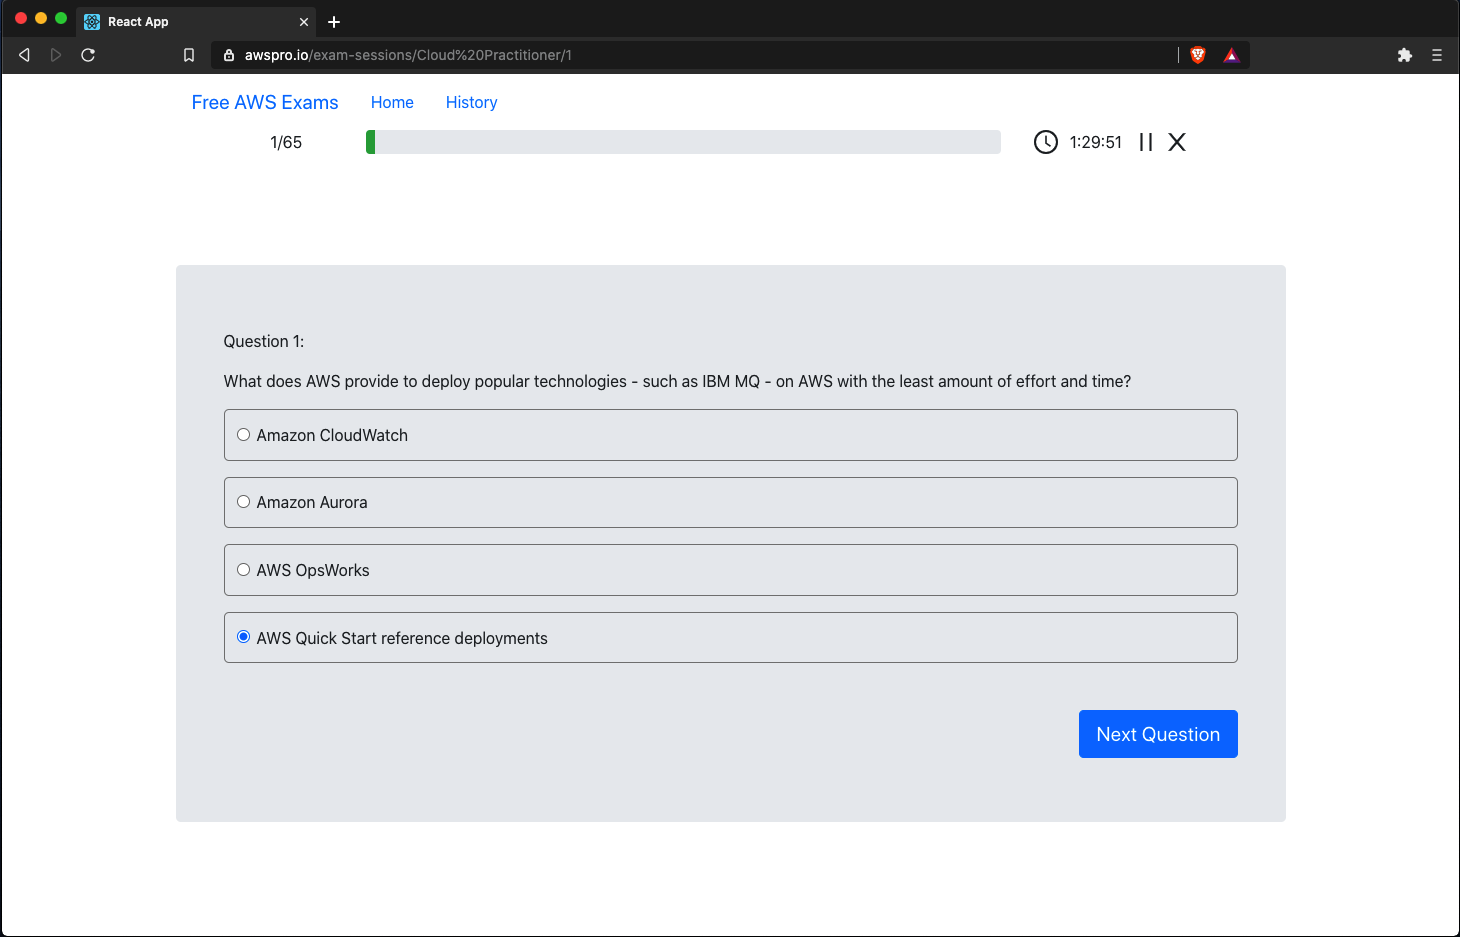 React App
awspro.io/exam-sessions/Cloud%20Practitioner/1
Free AWS Exams Home History
1/65 1:29:51
Question 1:
What does AWS provide to deploy popular technologies - such as IBM MQ - on AWS with the least amount of effort and time?
Amazon CloudWatch
Amazon Aurora
AWS OpsWorks
AWS Quick Start reference deployments
Next Question